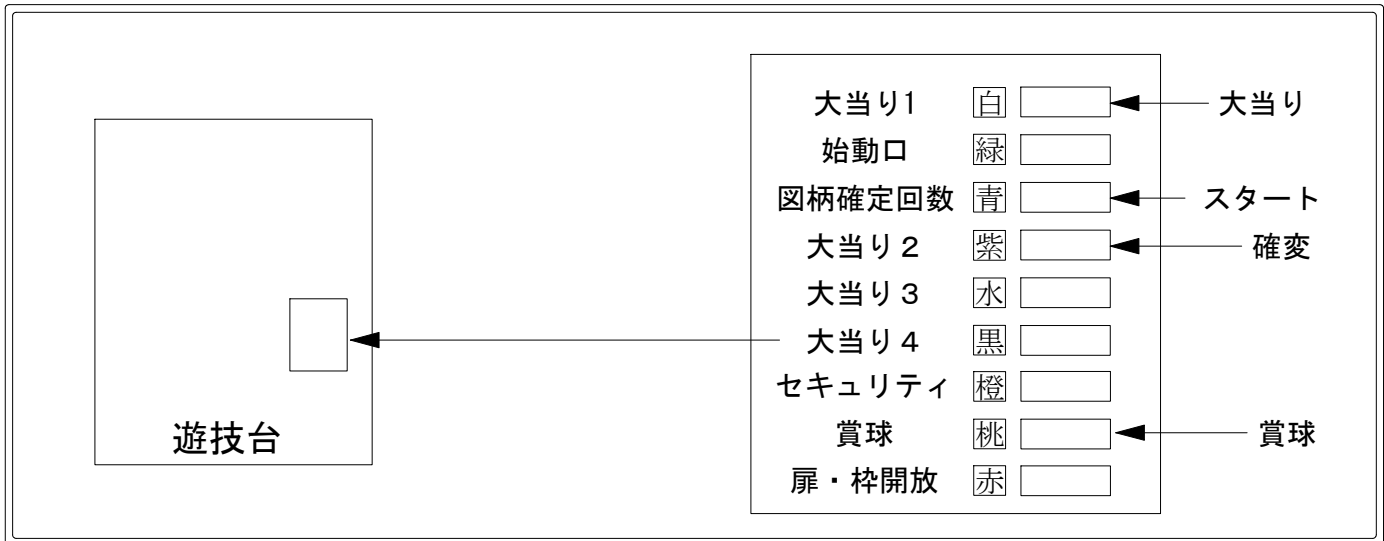 大当り1 白 大当り
始動口 緑
図柄確定回数 青 スタート
大当り２ 紫 確変
大当り３ 水
大当り４ 黒
セキュリティ 橙
賞球 桃 賞球
扉・枠開放 赤
遊技台